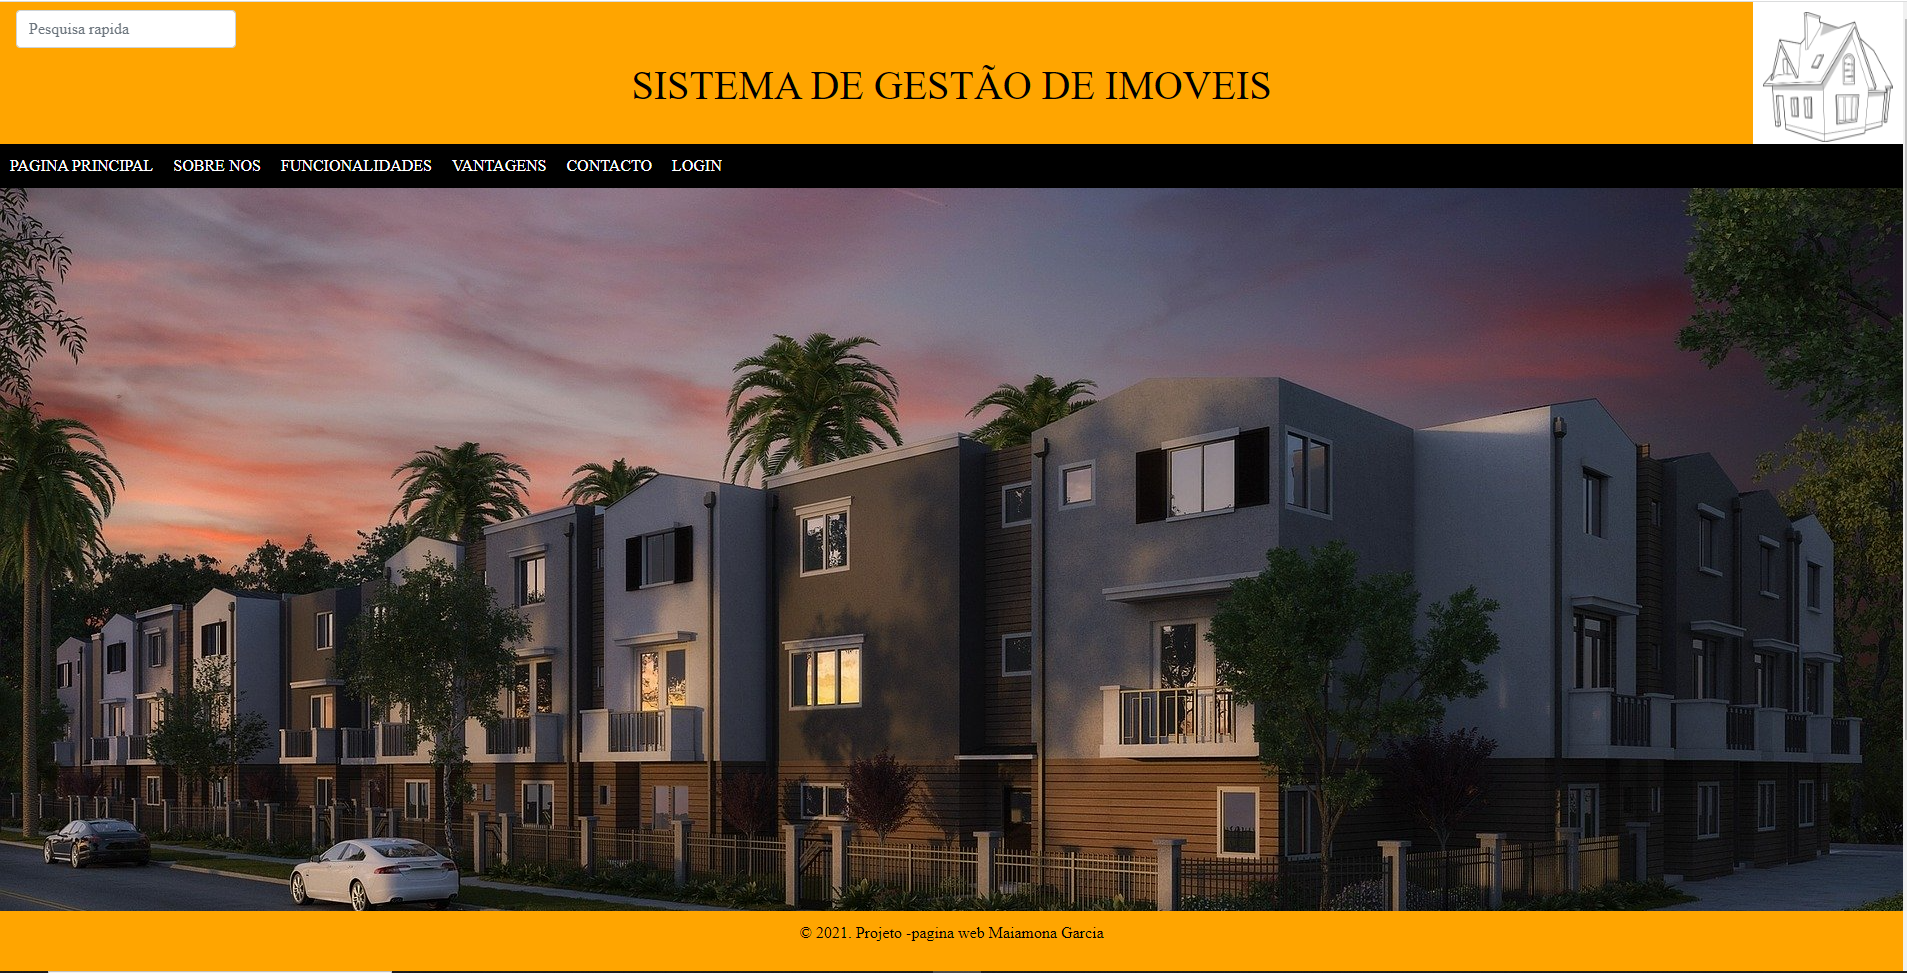 Pesquisa rapida
SISTEMA DE GESTÃO DE IMOVEIS
PAGINA PRINCIPAL SOBRE NOS FUNCIONALIDADES VANTAGENS CONTACTO LOGIN
© 2021. Projeto -pagina web Maiamona Garcia